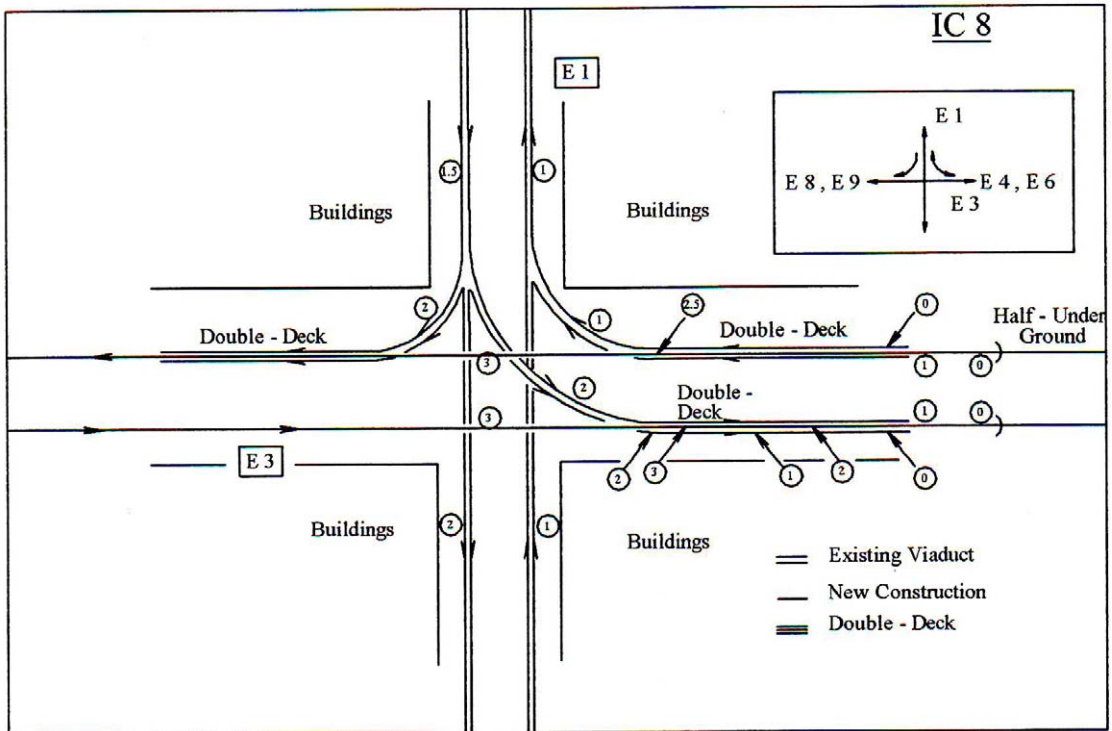 IC 8
E 1
E 1
E 8 , E 9
E 4 , E 6
E 3
1.5
1
Buildings
Buildings
2
1
2.5
0
Double - Deck
Double - Deck
Half - Under
Ground
3
1
0
2
Double -
Deck
1
0
3
E 3
2
3
1
2
0
2
1
Buildings
Buildings
Existing Viaduct
New Construction
Double - Deck